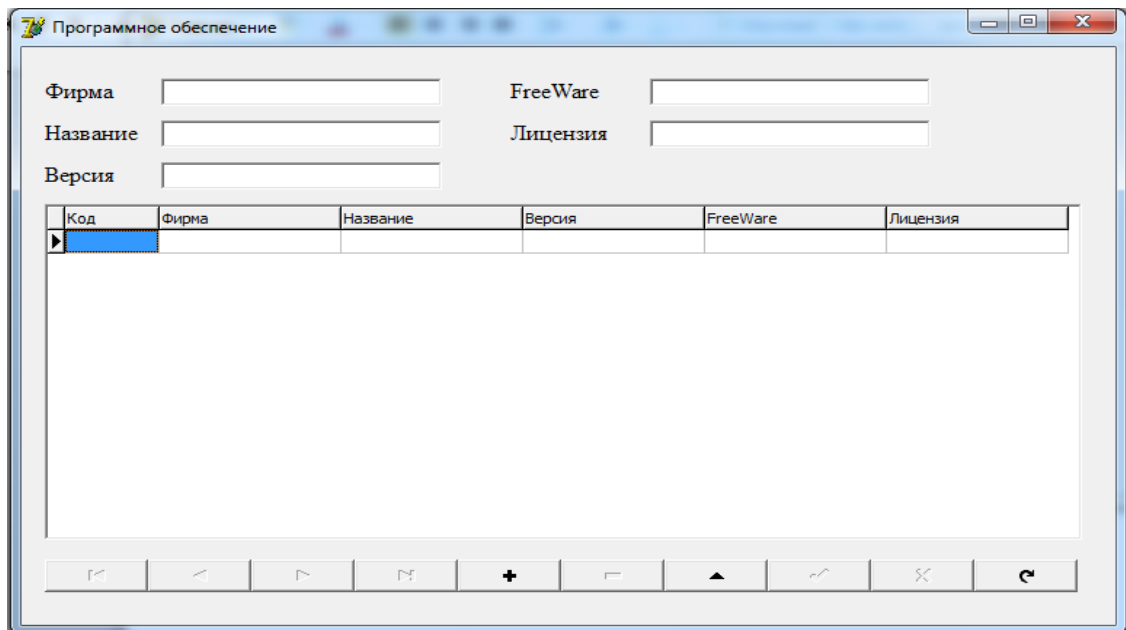 Программное обеспечение
Фирма FreeWare
Название Лицензия
Версия
Код Фирма Название Версия FreeWare Лицензия